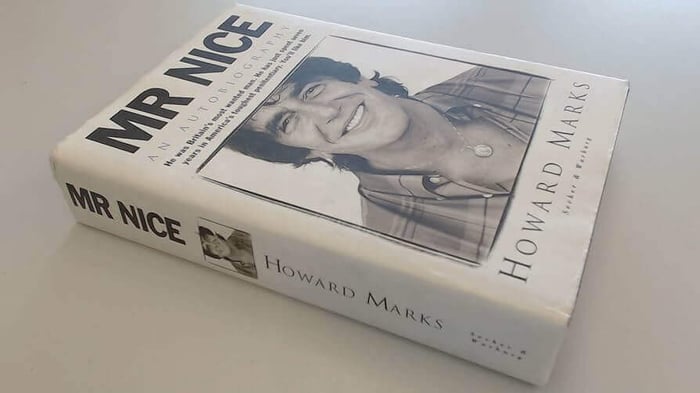 MR NICE
AN AUTOBIOGRAPHY
He was Britain's most wanted man. He has just spent seven
years in America's toughest penitentiary. You'll like him.
HOWARD MARKS
Secker & Warburg
MR NICE
HOWARD MARKS
Secker &
Warburg